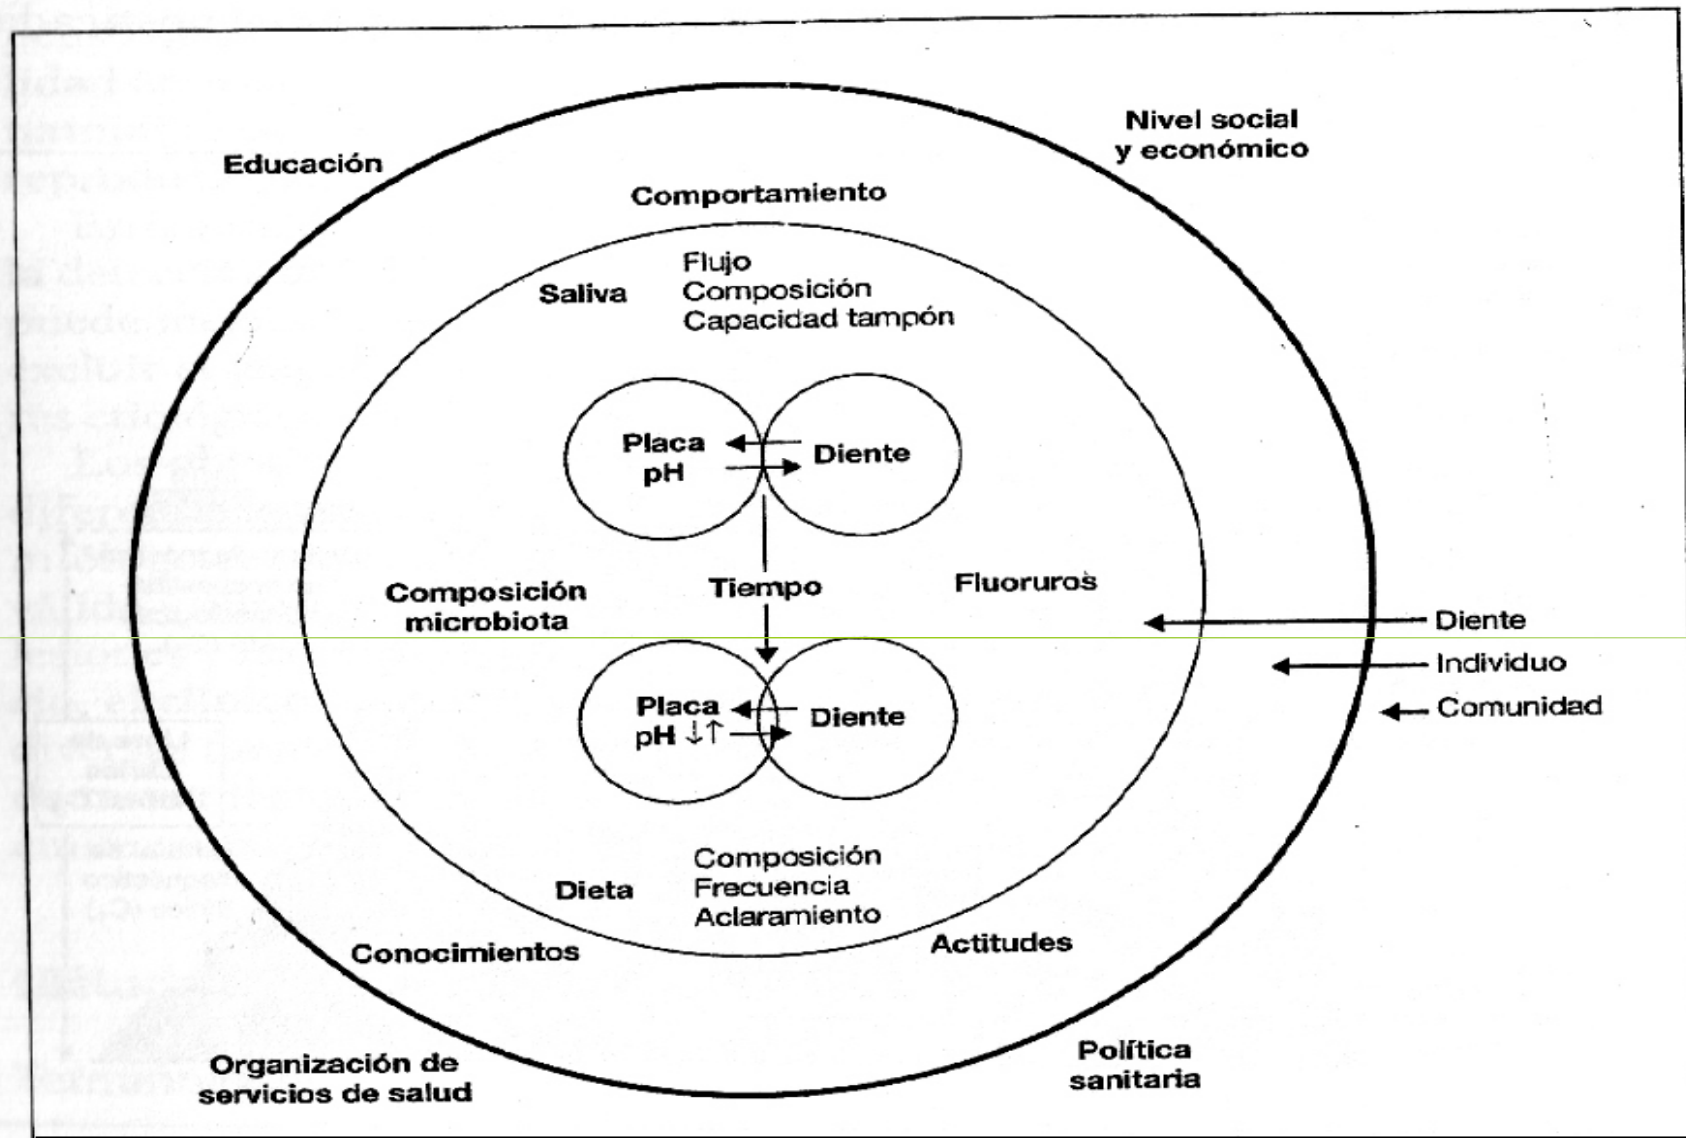 Educación
Nivel social
y económico
Comportamiento
Saliva
Flujo
Composición
Capacidad tampón
Placa
pH
Diente
Composición
microbiota
Tiempo
Fluoruros
Diente
Individuo
Comunidad
Placa
pH ↓↑
Diente
Dieta
Composición
Frecuencia
Aclaramiento
Conocimientos
Actitudes
Organización de
servicios de salud
Política
sanitaria